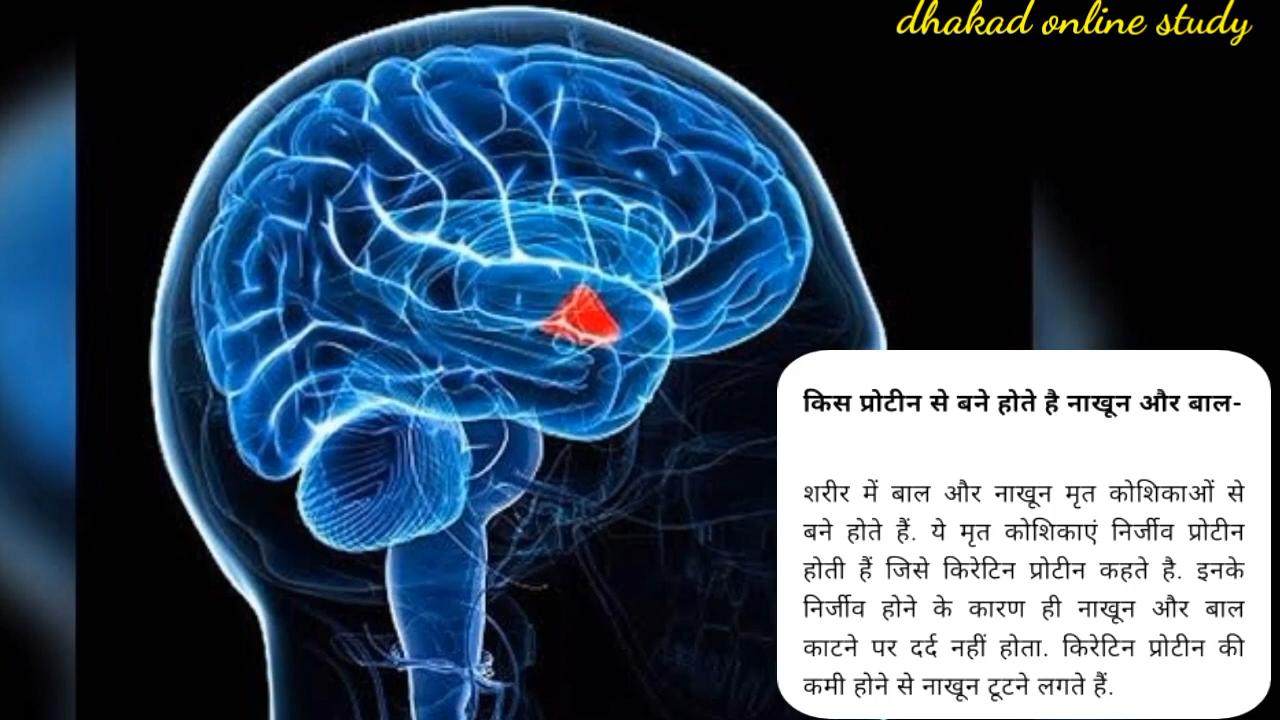 dhakad online study
किस प्रोटीन से बने होते है नाखून और बाल-
शरीर में बाल और नाखून मृत कोशिकाओं से
बने होते हैं. ये मृत कोशिकाएं निर्जीव प्रोटीन
होती हैं जिसे किरेटिन प्रोटीन कहते है. इनके
निर्जीव होने के कारण ही नाखून और बाल
काटने पर दर्द नहीं होता. किरेटिन प्रोटीन की
कमी होने से नाखून टूटने लगते हैं.